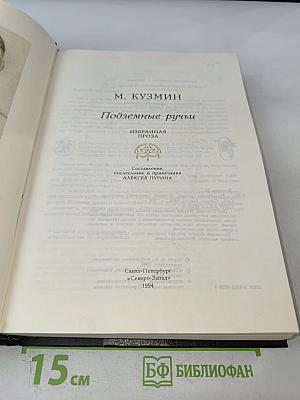 М. КУЗМИН
Подземные ручьи
ИЗБРАННАЯ
ПРОЗА
Составление,
послесловие и примечания
АЛЕКСЕЯ ПУРИНА
Санкт-Петербург
«Северо-Запад»
1994
15 см
БФ БИБЛИОФАН